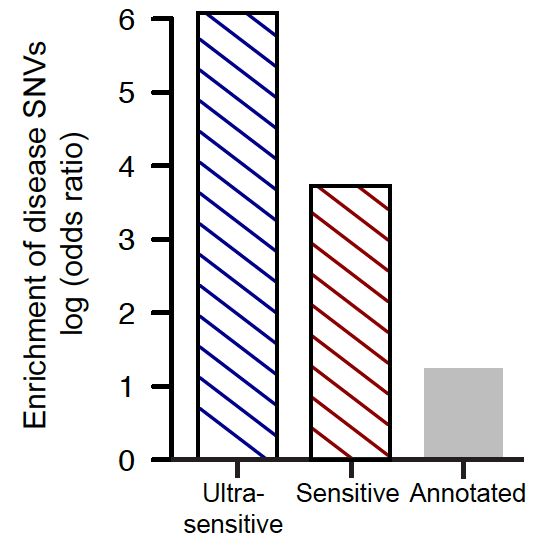 Enrichment of disease SNVs
log (odds ratio)
6
5
4
3
2
1
0
Ultra-
sensitive
Sensitive
Annotated